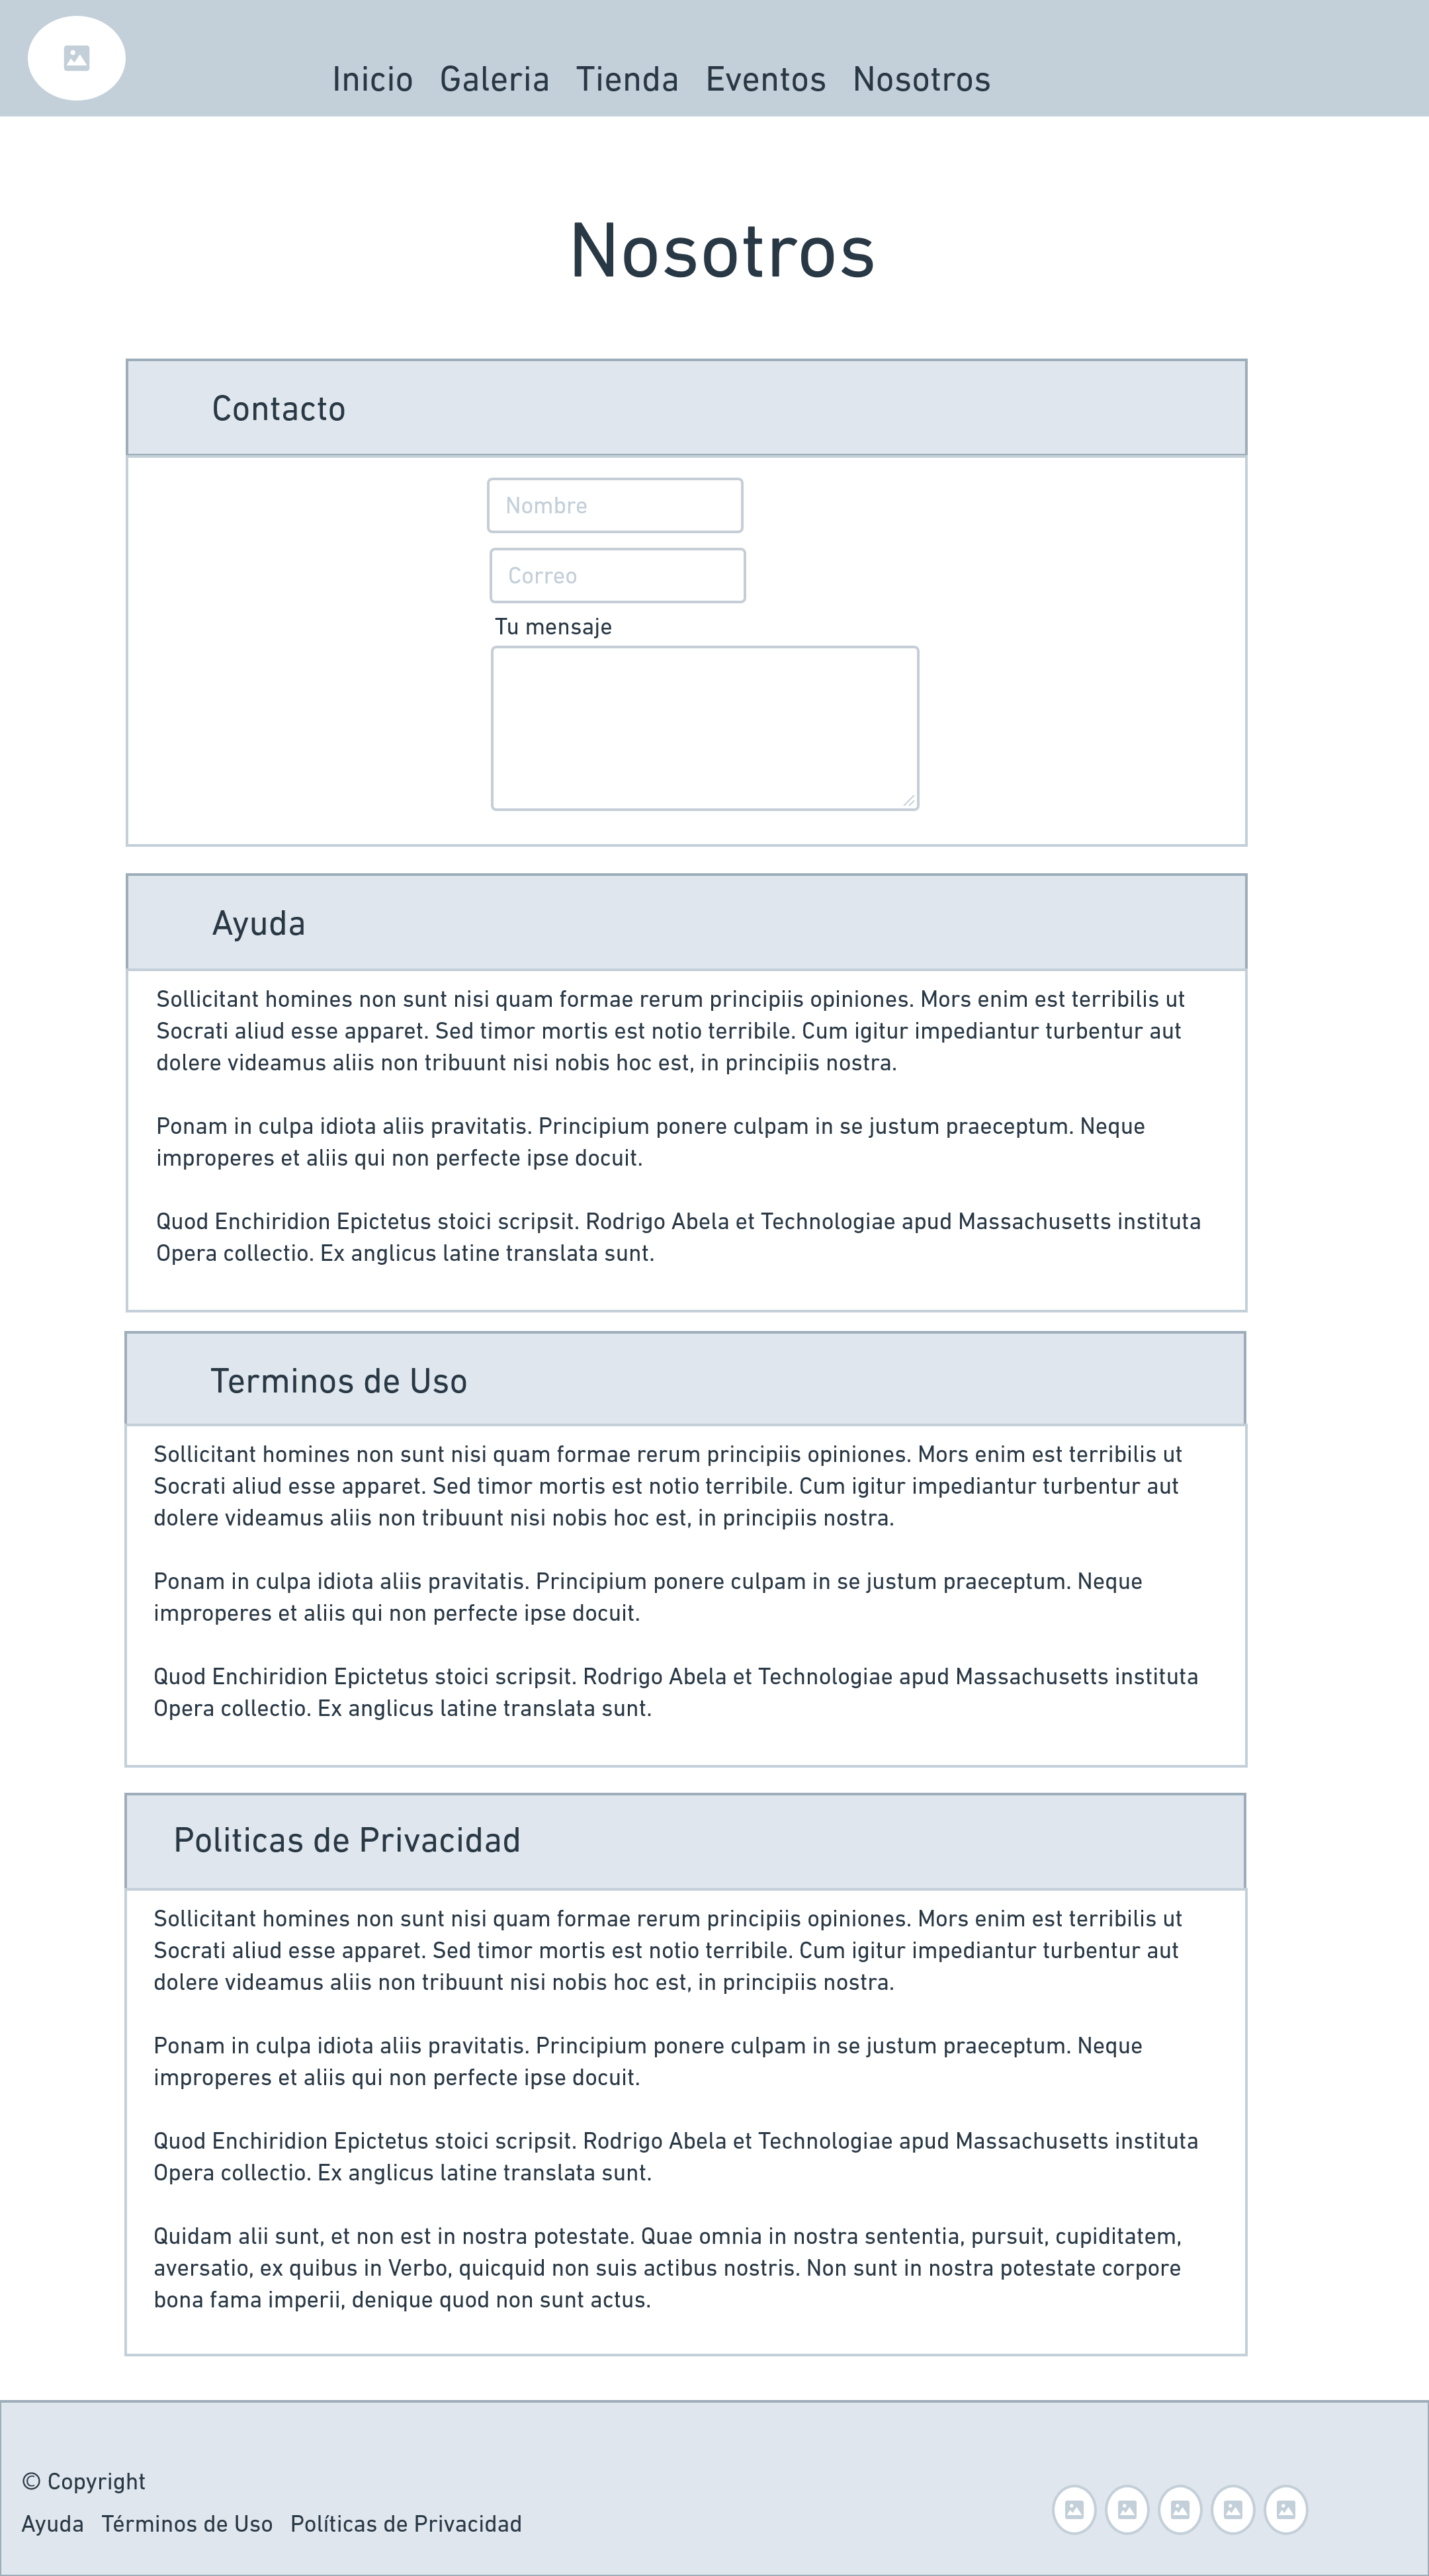 Inicio Galeria Tienda Eventos Nosotros
Nosotros
Contacto
Nombre
Correo
Tu mensaje
Ayuda
Sollicitant homines non sunt nisi quam formae rerum principiis opiniones. Mors enim est terribilis ut
Socrati aliud esse apparet. Sed timor mortis est notio terribile. Cum igitur impediantur turbentur aut
dolere videamus aliis non tribuunt nisi nobis hoc est, in principiis nostra.
Ponam in culpa idiota aliis pravitatis. Principium ponere culpam in se justum praeceptum. Neque
improperes et aliis qui non perfecte ipse docuit.
Quod Enchiridion Epictetus stoici scripsit. Rodrigo Abela et Technologiae apud Massachusetts instituta
Opera collectio. Ex anglicus latine translata sunt.
Terminos de Uso
Sollicitant homines non sunt nisi quam formae rerum principiis opiniones. Mors enim est terribilis ut
Socrati aliud esse apparet. Sed timor mortis est notio terribile. Cum igitur impediantur turbentur aut
dolere videamus aliis non tribuunt nisi nobis hoc est, in principiis nostra.
Ponam in culpa idiota aliis pravitatis. Principium ponere culpam in se justum praeceptum. Neque
improperes et aliis qui non perfecte ipse docuit.
Quod Enchiridion Epictetus stoici scripsit. Rodrigo Abela et Technologiae apud Massachusetts instituta
Opera collectio. Ex anglicus latine translata sunt.
Politicas de Privacidad
Sollicitant homines non sunt nisi quam formae rerum principiis opiniones. Mors enim est terribilis ut
Socrati aliud esse apparet. Sed timor mortis est notio terribile. Cum igitur impediantur turbentur aut
dolere videamus aliis non tribuunt nisi nobis hoc est, in principiis nostra.
Ponam in culpa idiota aliis pravitatis. Principium ponere culpam in se justum praeceptum. Neque
improperes et aliis qui non perfecte ipse docuit.
Quod Enchiridion Epictetus stoici scripsit. Rodrigo Abela et Technologiae apud Massachusetts instituta
Opera collectio. Ex anglicus latine translata sunt.
Quidam alii sunt, et non est in nostra potestate. Quae omnia in nostra sententia, pursuit, cupiditatem,
aversatio, ex quibus in Verbo, quicquid non suis actibus nostris. Non sunt in nostra potestate corpore
bona fama imperii, denique quod non sunt actus.
© Copyright
Ayuda Términos de Uso Políticas de Privacidad